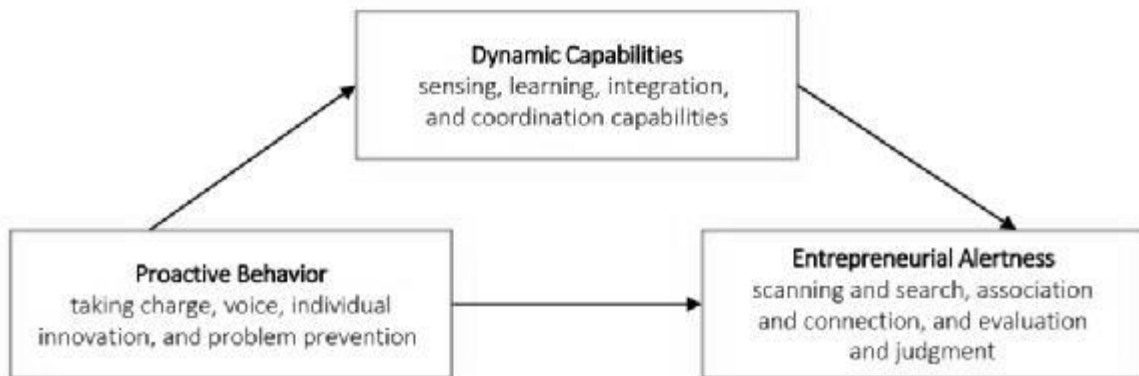 Dynamic Capabilities
sensing, learning, integration,
and coordination capabilities
Proactive Behavior
taking charge, voice, individual
innovation, and problem prevention
Entrepreneurial Alertness
scanning and search, association
and connection, and evaluation
and judgment